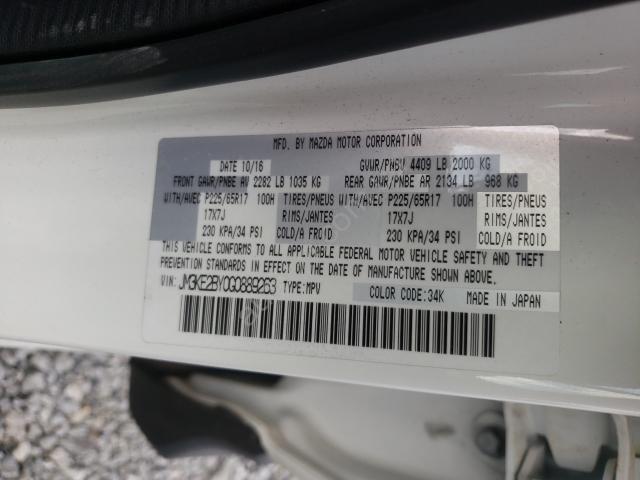 MFD. BY MAZDA MOTOR CORPORATION
DATE 10/16 GVWR/PNBV 4409 LB 2000 KG
FRONT GAWR/PNBE AV 2282 LB 1035 KG REAR GAWR/PNBE AR 2134 LB 968 KG
WITH/AVEC P225/65R17 100H TIRES/PNEUS WITH/AVEC P225/65R17 100H TIRES/PNEUS
17X7J RIMS/JANTES 17X7J RIMS/JANTES
230 KPA/34 PSI COLD/A FROID 230 KPA/34 PSI COLD/A FROID
THIS VEHICLE CONFORMS TO ALL APPLICABLE FEDERAL MOTOR VEHICLE SAFETY AND THEFT
PREVENTION STANDARDS IN EFFECT ON THE DATE OF MANUFACTURE SHOWN ABOVE.
VIN: JM3KE2BY0G0889263 TYPE:MPV COLOR CODE:34K MADE IN JAPAN